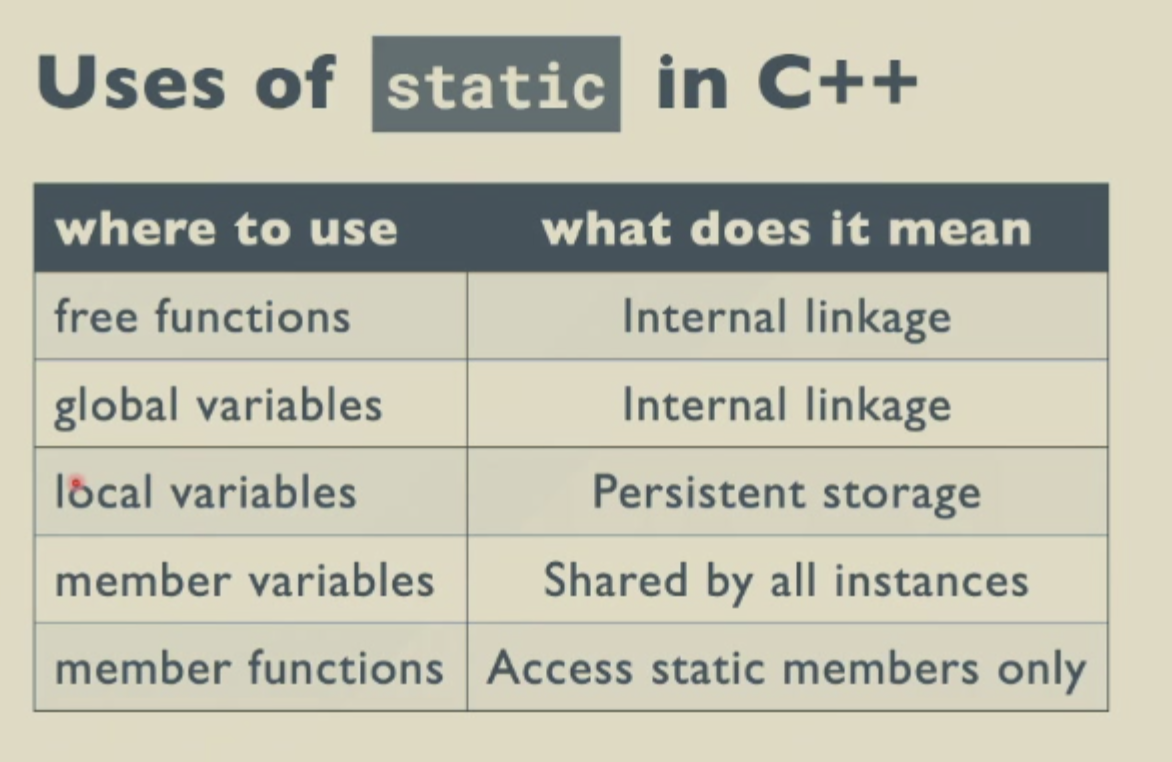 Uses of static in C++
where to use what does it mean
free functions Internal linkage
global variables Internal linkage
local variables Persistent storage
member variables Shared by all instances
member functions Access static members only